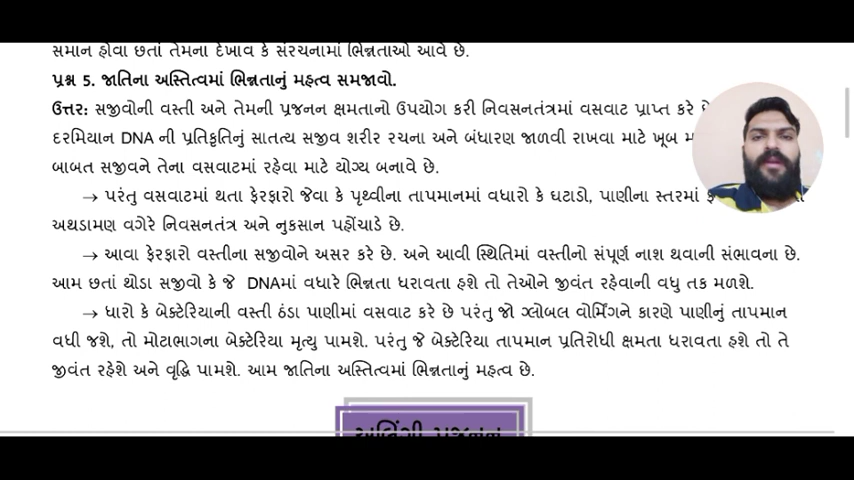 સમાન હોવા છતાં તેમના દેખાવ કે સંરચનામાં ભિન્નતાઓ આવે છે.
પ્રશ્ન 5. જાતિના અસ્તિત્વમાં ભિન્નતાનું મહત્વ સમજાવો.
ઉત્તર: સજીવોની વસ્તી અને તેમની પ્રજનન ક્ષમતાનો ઉપયોગ કરી નિવસનતંત્રમાં વસવાટ પ્રાપ્ત કરે
દરમિયાન DNA ની પ્રતિકૃતિનું સાતત્ય સજીવ શરીર રચના અને બંધારણ જાળવી રાખવા માટે ખૂબ
બાબત સજીવને તેના વસવાટમાં રહેવા માટે યોગ્ય બનાવે છે.
→ પરંતુ વસવાટમાં થતા ફેરફારો જેવા કે પૃથ્વીના તાપમાનમાં વધારો કે ઘટાડો, પાણીના સ્તરમાં
અથડામણ વગેરે નિવસનતંત્ર અને નુકસાન પહોંચાડે છે.
→ આવા ફેરફારો વસ્તીના સજીવોને અસર કરે છે. અને આવી સ્થિતિમાં વસ્તીનો સંપૂર્ણ નાશ થવાની સંભાવના છે.
આમ છતાં થોડા સજીવો કે જે DNAમાં વધારે ભિન્નતા ધરાવતા હશે તો તેઓને જીવંત રહેવાની વધુ તક મળશે.
→ ધારો કે બેક્ટેરિયાની વસ્તી ઠંડા પાણીમાં વસવાટ કરે છે પરંતુ જો ગ્લોબલ વોર્મિંગને કારણે પાણીનું તાપમાન
વધી જશે, તો મોટાભાગના બેક્ટેરિયા મૃત્યુ પામશે. પરંતુ જે બેક્ટેરિયા તાપમાન પ્રતિરોધી ક્ષમતા ધરાવતા હશે તો તે
જીવંત રહેશે અને વૃદ્ધિ પામશે. આમ જાતિના અસ્તિત્વમાં ભિન્નતાનું મહત્વ છે.
અલિંગી પ્રજનન